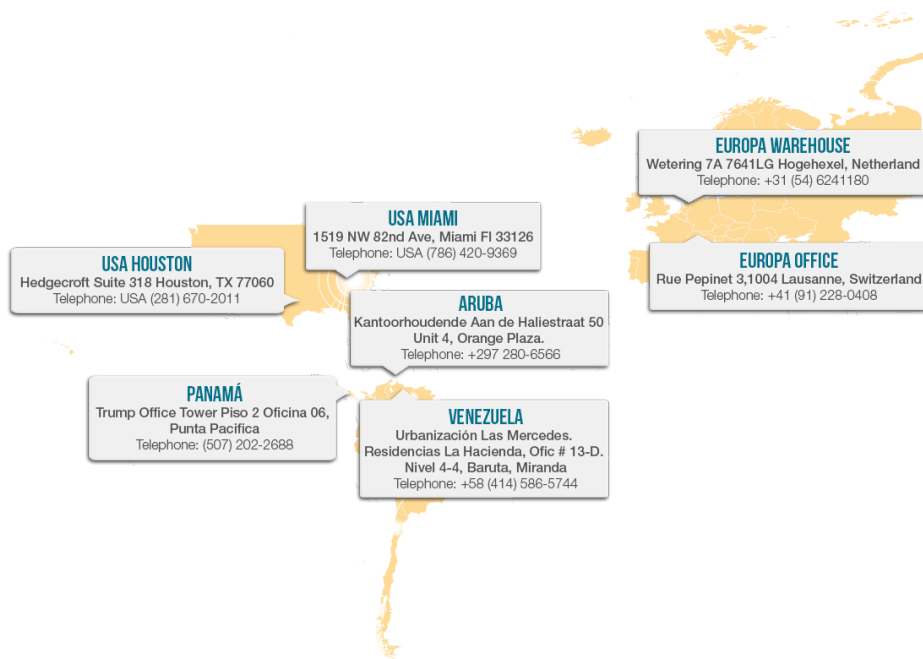 EUROPA WAREHOUSE
Wetering 7A 7641LG Hogehexel, Netherland
Telephone: +31 (54) 6241180
USA MIAMI
1519 NW 82nd Ave, Miami Fl 33126
Telephone: USA (786) 420-9369
USA HOUSTON
Hedgecroft Suite 318 Houston, TX 77060
Telephone: USA (281) 670-2011
EUROPA OFFICE
Rue Pepinet 3,1004 Lausanne, Switzerland
Telephone: +41 (91) 228-0408
ARUBA
Kantoorhoudende Aan de Haliestraat 50
Unit 4, Orange Plaza.
Telephone: +297 280-6566
PANAMÁ
Trump Office Tower Piso 2 Oficina 06,
Punta Pacifica
Telephone: (507) 202-2688
VENEZUELA
Urbanización Las Mercedes.
Residencias La Hacienda, Ofic # 13-D.
Nivel 4-4, Baruta, Miranda
Telephone: +58 (414) 586-5744